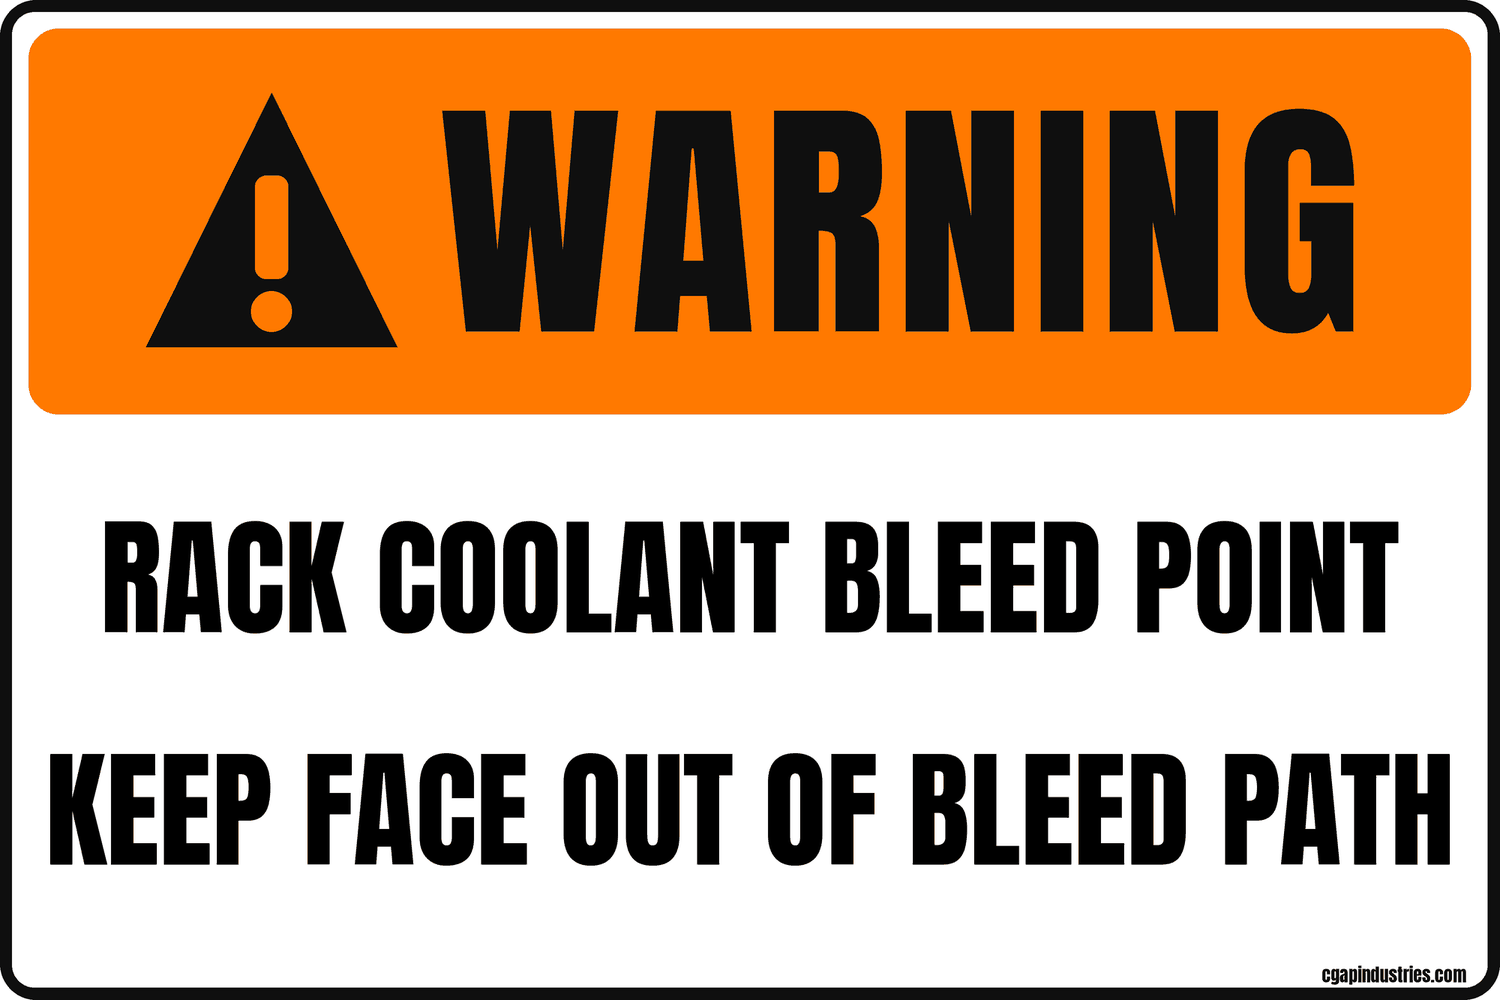 WARNING
RACK COOLANT BLEED POINT
KEEP FACE OUT OF BLEED PATH
cgapindustries.com